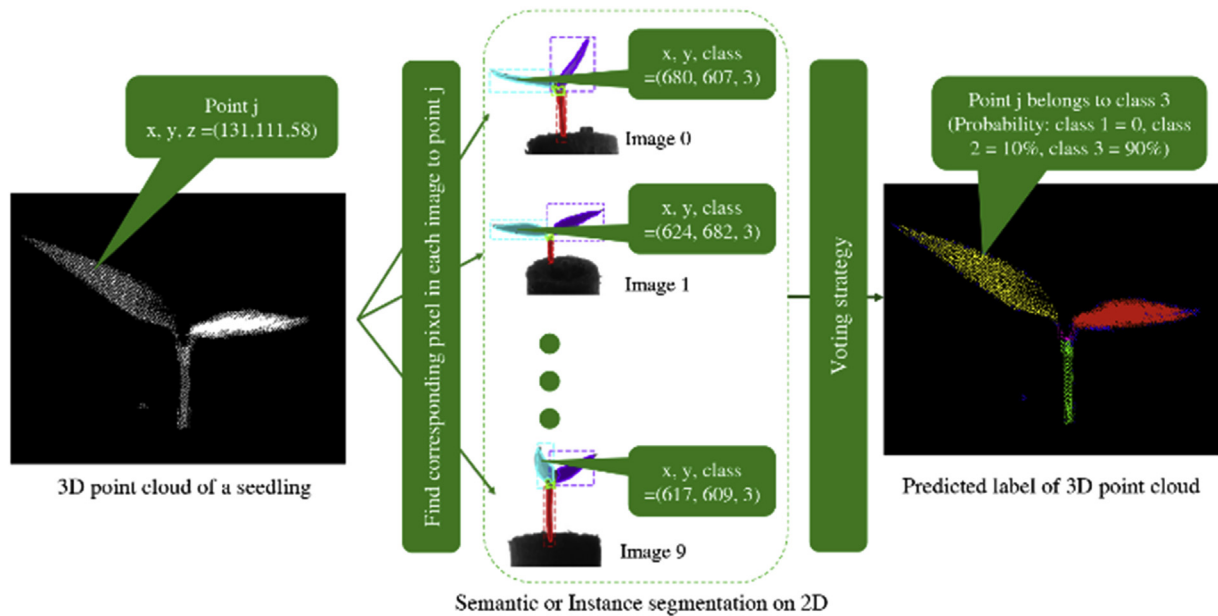 Point j
x, y, z =(131,111,58)
3D point cloud of a seedling
Find corresponding pixel in each image to point j
x, y, class
=(680, 607, 3)
Image 0
x, y, class
=(624, 682, 3)
Image 1
x, y, class
=(617, 609, 3)
Image 9
Semantic or Instance segmentation on 2D
Voting strategy
Point j belongs to class 3
(Probability: class 1 = 0, class
2 = 10%, class 3 = 90%)
Predicted label of 3D point cloud